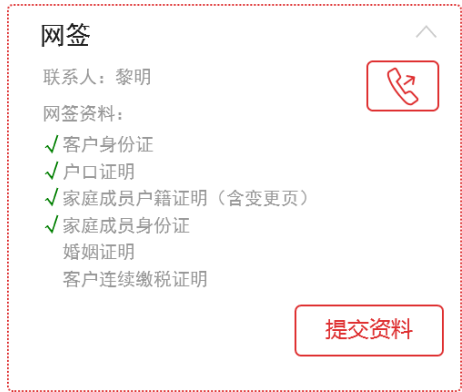 网签
联系人：黎明
网签资料：
客户身份证
户口证明
家庭成员户籍证明（含变更页）
家庭成员身份证
婚姻证明
客户连续缴税证明
提交资料